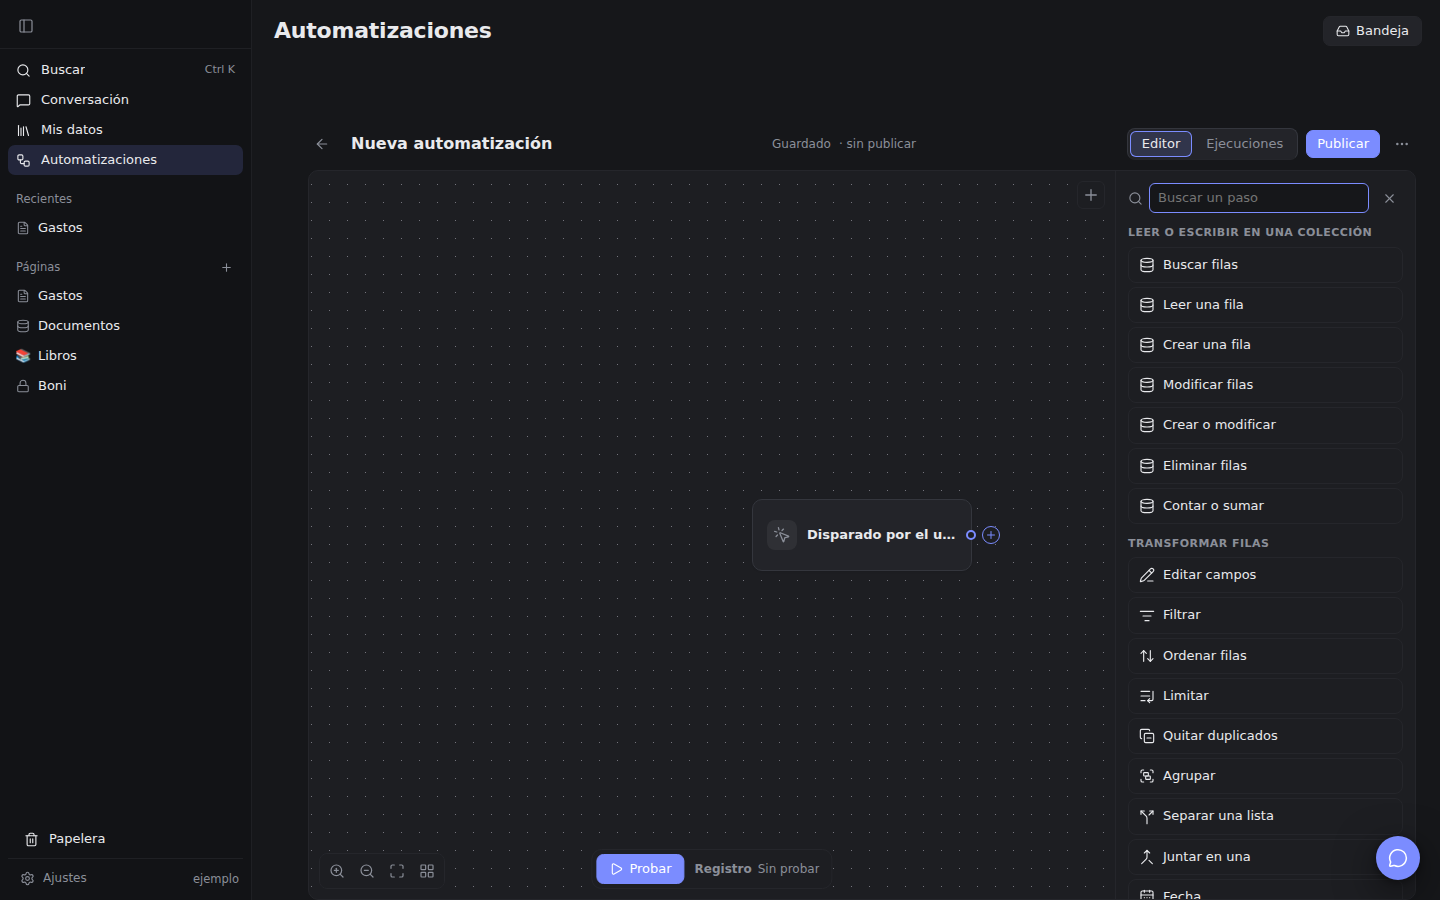 Automatizaciones
Bandeja
Buscar
Ctrl K
Conversación
Mis datos
Automatizaciones
Recientes
Gastos
Páginas
Gastos
Documentos
Libros
Boni
Papelera
Ajustes
ejemplo
Nueva automatización
Guardado · sin publicar
Editor
Ejecuciones
Publicar
Disparado por el u...
Probar
Registro Sin probar
Buscar un paso
LEER O ESCRIBIR EN UNA COLECCIÓN
Buscar filas
Leer una fila
Crear una fila
Modificar filas
Crear o modificar
Eliminar filas
Contar o sumar
TRANSFORMAR FILAS
Editar campos
Filtrar
Ordenar filas
Limitar
Quitar duplicados
Agrupar
Separar una lista
Juntar en una
Fecha